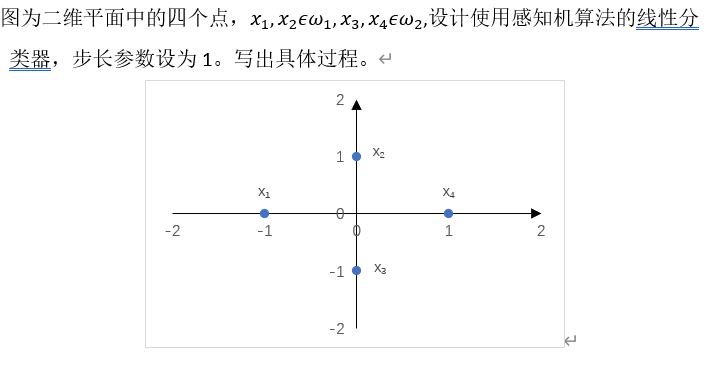 图为二维平面中的四个点，x₁,x₂ϵω₁,x₃,x₄ϵω₂,设计使用感知机算法的线性分
类器，步长参数设为 1。写出具体过程。↵
2
1
x₂
x₁
x₄
0
-2
-1
0
1
2
-1
x₃
-2
↵